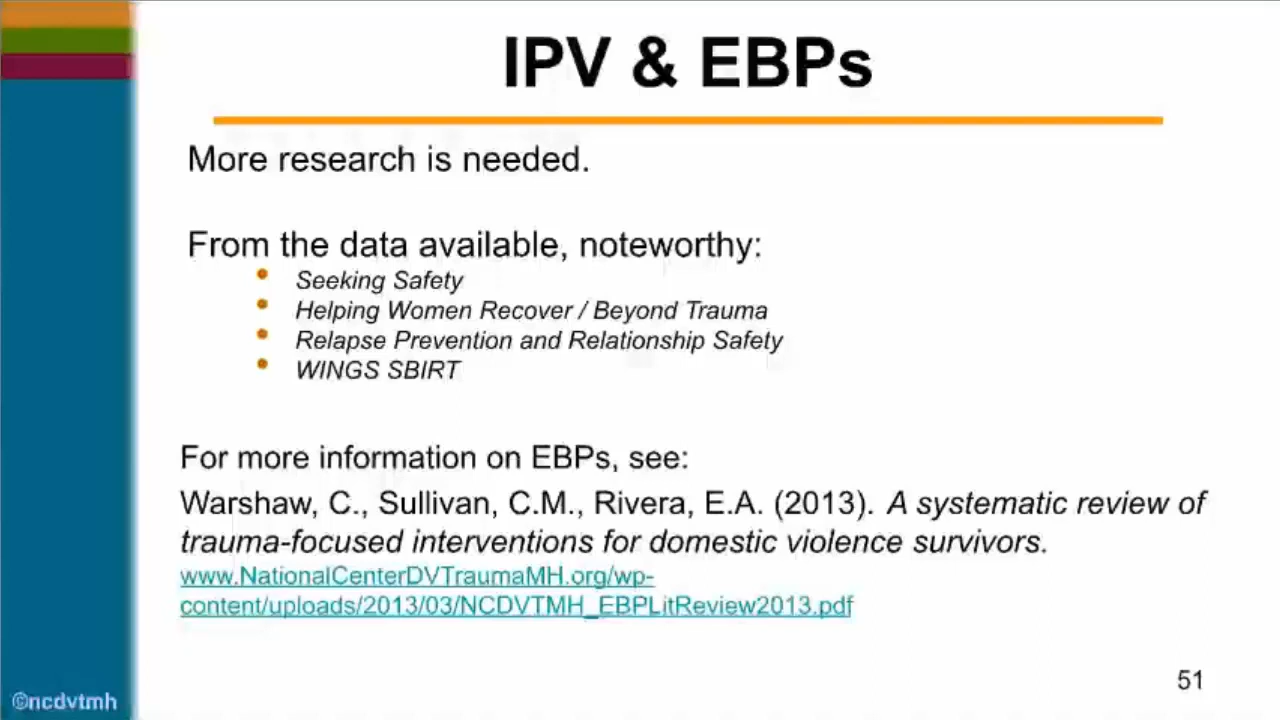 IPV & EBPs
More research is needed.
From the data available, noteworthy:
• Seeking Safety
• Helping Women Recover / Beyond Trauma
• Relapse Prevention and Relationship Safety
• WINGS SBIRT
For more information on EBPs, see:
Warshaw, C., Sullivan, C.M., Rivera, E.A. (2013). A systematic review of
trauma-focused interventions for domestic violence survivors.
www.NationalCenterDVTraumaMH.org/wp-
content/uploads/2013/03/NCDVTMH_EBPLitReview2013.pdf
51
©ncdvtmh